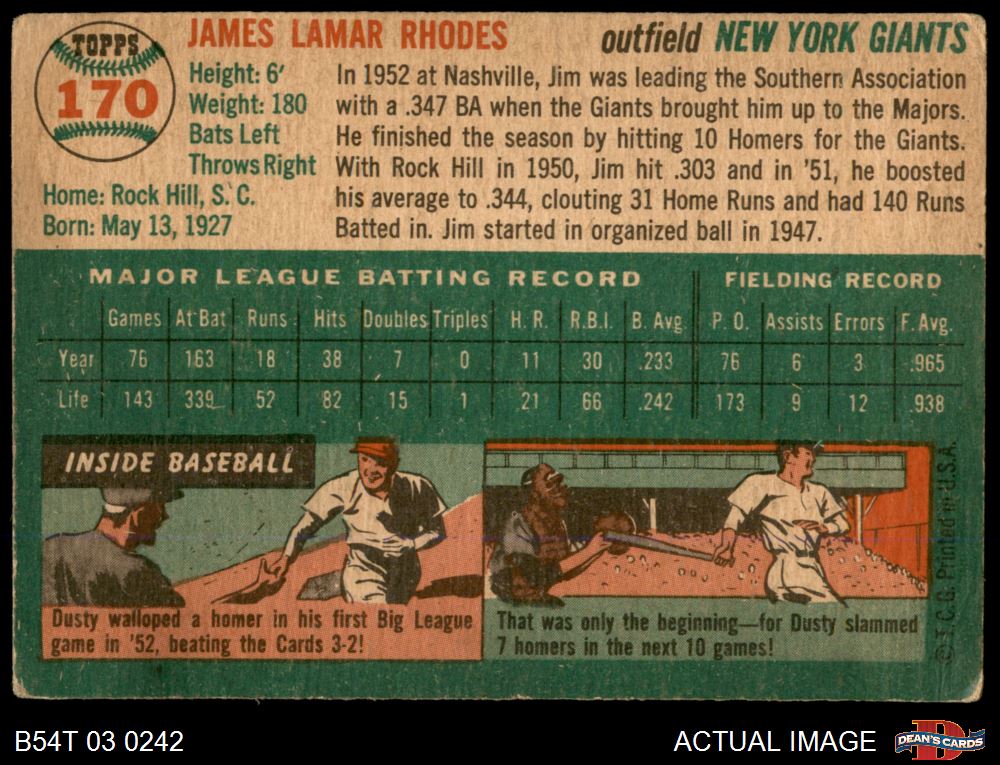 TOPPS
170
JAMES LAMAR RHODES
outfield NEW YORK GIANTS
Height: 6'
Weight: 180
Bats Left
Throws Right
Home: Rock Hill, S. C.
Born: May 13, 1927
In 1952 at Nashville, Jim was leading the Southern Association
with a .347 BA when the Giants brought him up to the Majors.
He finished the season by hitting 10 Homers for the Giants.
With Rock Hill in 1950, Jim hit .303 and in '51, he boosted
his average to .344, clouting 31 Home Runs and had 140 Runs
Batted in. Jim started in organized ball in 1947.
MAJOR LEAGUE BATTING RECORD
FIELDING RECORD
Games At Bat Runs Hits Doubles Triples H. R. R.B.I. B. Avg. P. O. Assists Errors F. Avg.
Year 76 163 18 38 7 0 11 30 .233 76 6 3 .965
Life 143 339 52 82 15 1 21 66 .242 173 9 12 .938
INSIDE BASEBALL
Dusty walloped a homer in his first Big League
game in '52, beating the Cards 3-2!
That was only the beginning—for Dusty slammed
7 homers in the next 10 games!
© T. C. G. Printed in U.S.A.
B54T 03 0242
ACTUAL IMAGE
DEAN'S CARDS